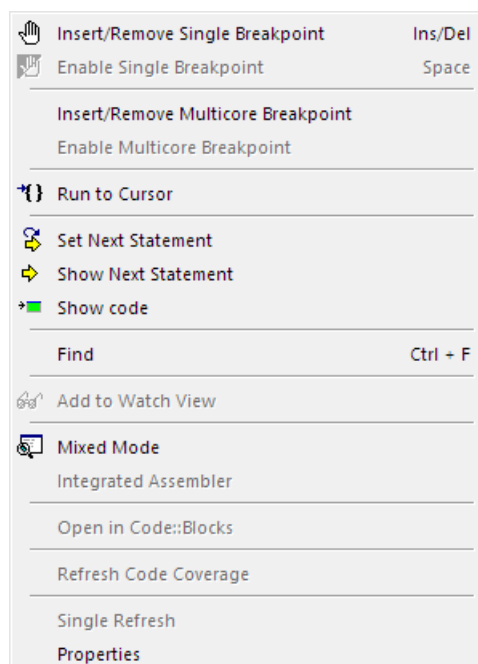 Insert/Remove Single Breakpoint Ins/Del
Enable Single Breakpoint Space
Insert/Remove Multicore Breakpoint
Enable Multicore Breakpoint
Run to Cursor
Set Next Statement
Show Next Statement
Show code
Find Ctrl + F
Add to Watch View
Mixed Mode
Integrated Assembler
Open in Code::Blocks
Refresh Code Coverage
Single Refresh
Properties